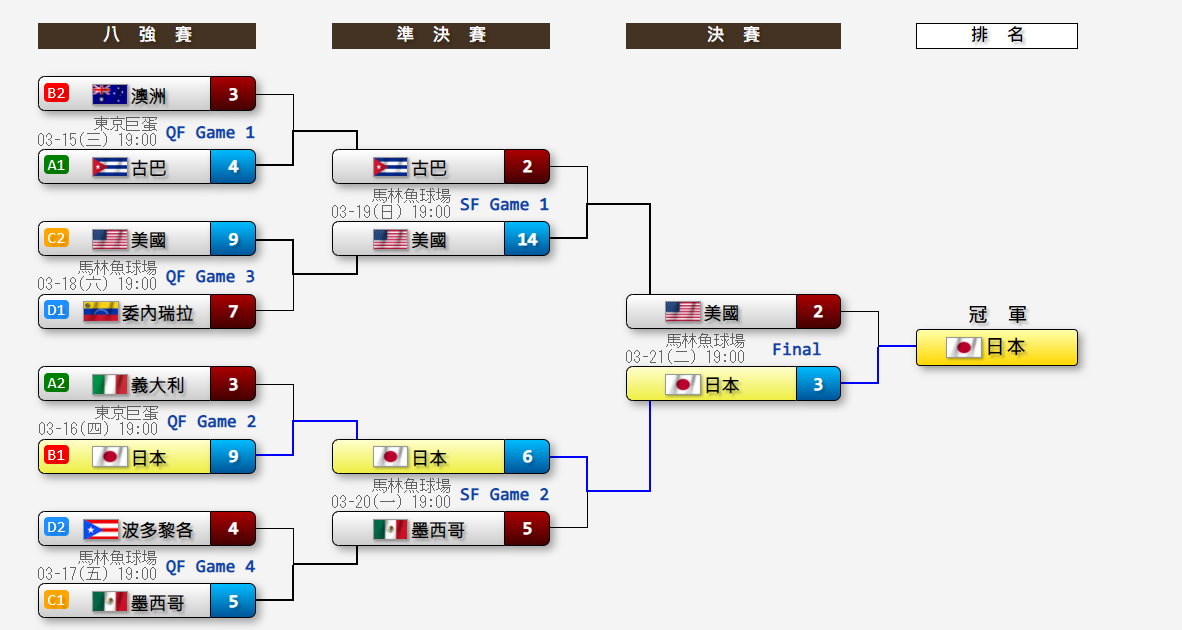 八 強 賽
準 決 賽
決 賽
排 名
B2 澳洲 3
東京巨蛋
03-15(三) 19:00 QF Game 1
A1 古巴 4
C2 美國 9
馬林魚球場
03-18(六) 19:00 QF Game 3
D1 委內瑞拉 7
A2 義大利 3
東京巨蛋
03-16(四) 19:00 QF Game 2
B1 日本 9
D2 波多黎各 4
馬林魚球場
03-17(五) 19:00 QF Game 4
C1 墨西哥 5
古巴 2
馬林魚球場
03-19(日) 19:00 SF Game 1
美國 14
日本 6
馬林魚球場
03-20(一) 19:00 SF Game 2
墨西哥 5
美國 2
馬林魚球場
03-21(二) 19:00 Final
日本 3
冠 軍
日本